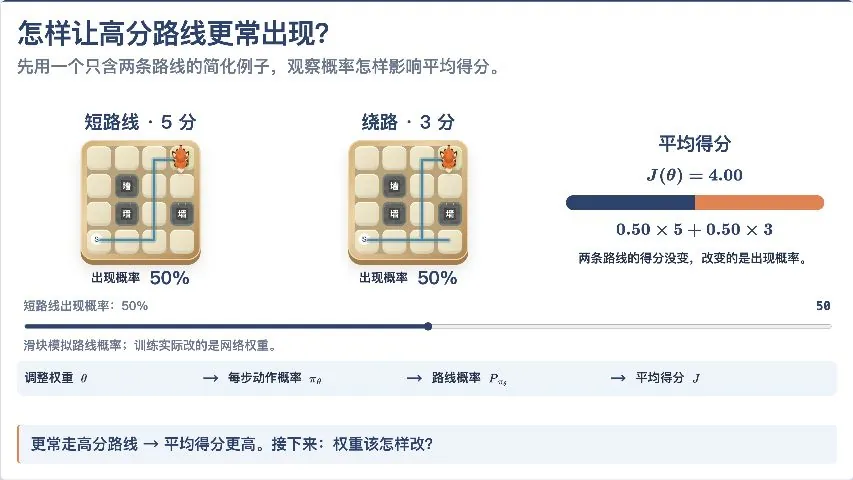 怎样让高分路线更常出现？
先用一个只含两条路线的简化例子，观察概率怎样影响平均得分。
短路线 · 5 分
墙
墙
墙
S
出现概率 50%
绕路 · 3 分
墙
墙
墙
S
出现概率 50%
平均得分
J(θ) = 4.00
0.50 × 5 + 0.50 × 3
两条路线的得分没变，改变的是出现概率。
短路线出现概率：50%
50
滑块模拟路线概率；训练实际改的是网络权重。
调整权重 θ → 每步动作概率 π_θ → 路线概率 P_{π_θ} → 平均得分 J
更常走高分路线 → 平均得分更高。接下来：权重该怎样改？